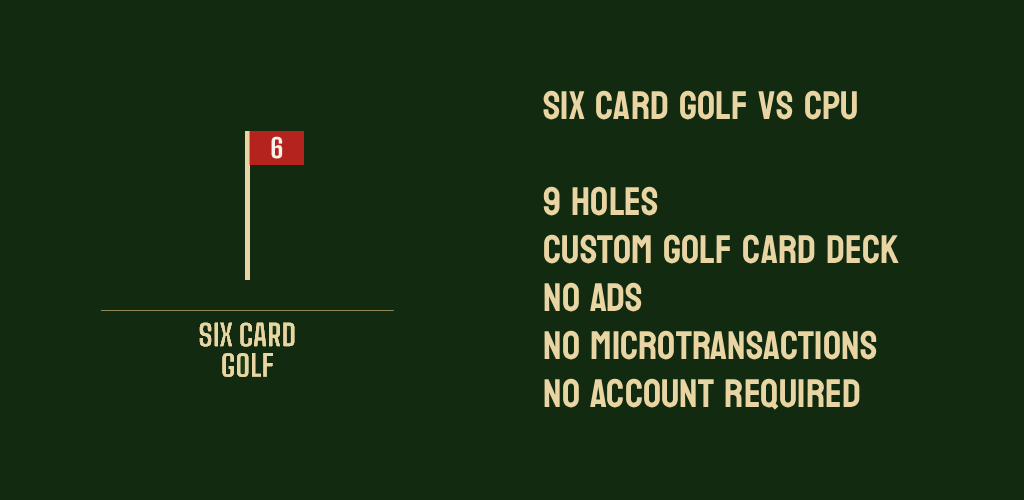 6
SIX CARD
GOLF
SIX CARD GOLF VS CPU
9 HOLES
CUSTOM GOLF CARD DECK
NO ADS
NO MICROTRANSACTIONS
NO ACCOUNT REQUIRED